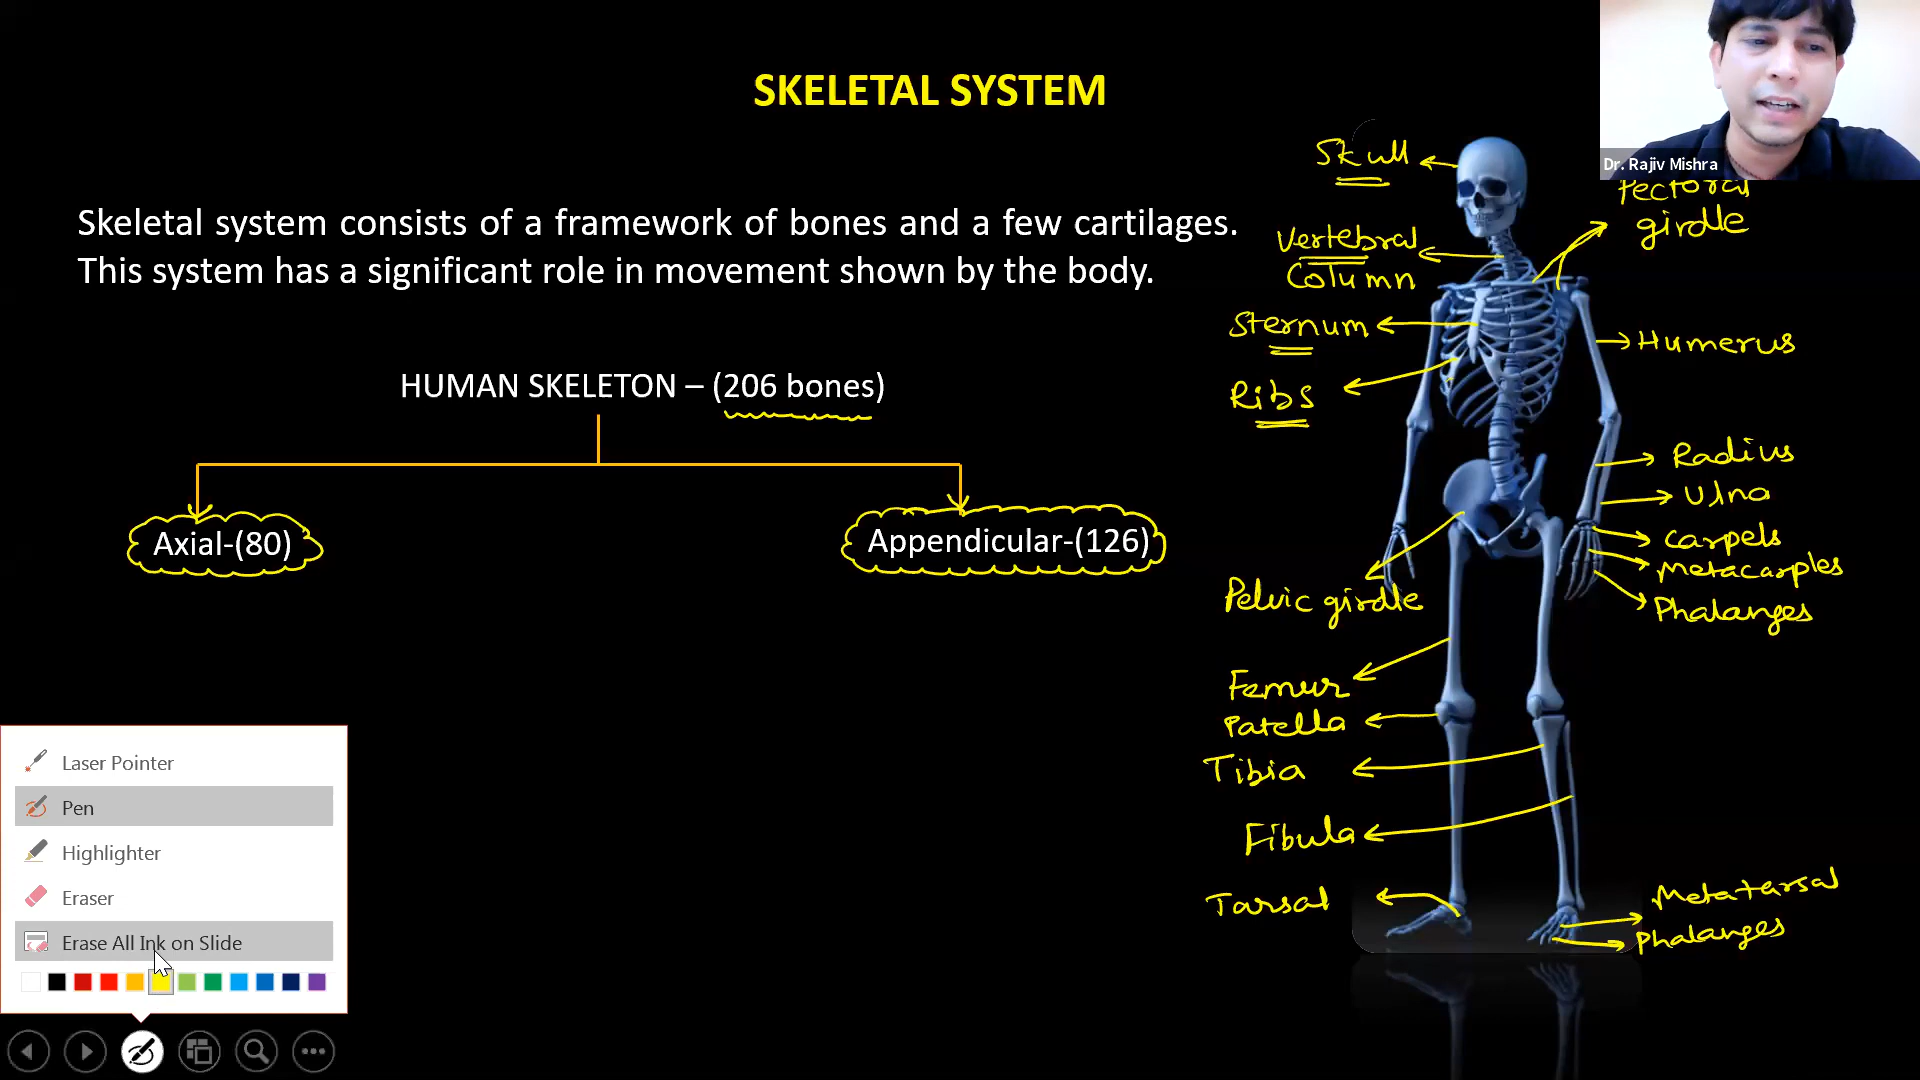 SKELETAL SYSTEM
Dr. Rajiv Mishra
Skull
Pectoral
girdle
Skeletal system consists of a framework of bones and a few cartilages.
This system has a significant role in movement shown by the body.
Vertebral
Column
Sternum
Humerus
HUMAN SKELETON – (206 bones)
Ribs
Radius
Ulna
Axial-(80)
Appendicular-(126)
Carpels
Metacarples
Pelvic girdle
Phalanges
Femur
Patella
Tibia
Fibula
Tarsal
Metatarsal
Phalanges
Laser Pointer
Pen
Highlighter
Eraser
Erase All Ink on Slide